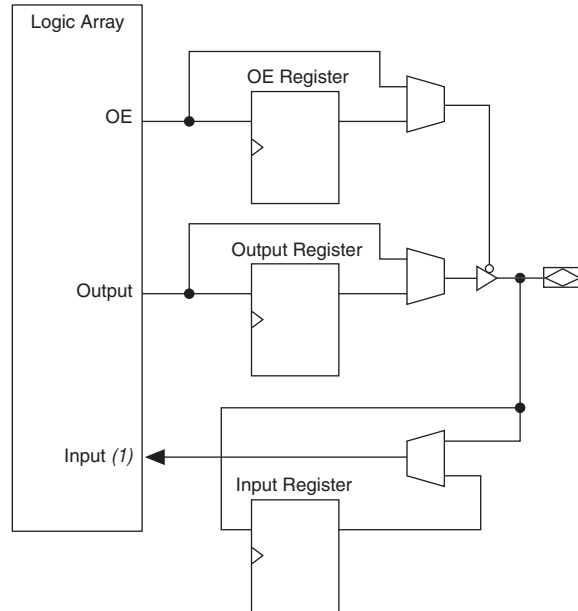 Logic Array
OE Register
OE
Output Register
Output
Input (1)
Input Register